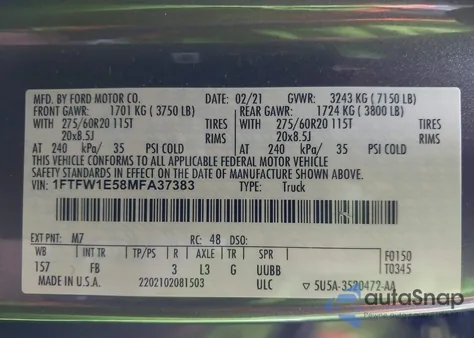 MFD. BY FORD MOTOR CO. DATE: 02/21 GVWR: 3243 KG ( 7150 LB)
FRONT GAWR: 1701 KG ( 3750 LB) REAR GAWR: 1724 KG ( 3800 LB)
WITH 275/60R20 115T TIRES WITH 275/60R20 115T TIRES
20x8.5J RIMS 20x8.5J RIMS
AT 240 kPa/ 35 PSI COLD AT 240 kPa/ 35 PSI COLD
THIS VEHICLE CONFORMS TO ALL APPLICABLE FEDERAL MOTOR VEHICLE
SAFETY STANDARDS IN EFFECT ON THE DATE OF MANUFACTURE SHOWN ABOVE.
VIN: 1FTFW1E58MFA37383 TYPE: Truck
EXT PNT: M7 RC: 48 DSO:
WB INT TR TP/PS R AXLE TR SPR F0150
157 FB 3 L3 G UUBB T0345
MADE IN U.S.A. 2202102081503 ULC 5U5A-3520472-AA
autoSnap